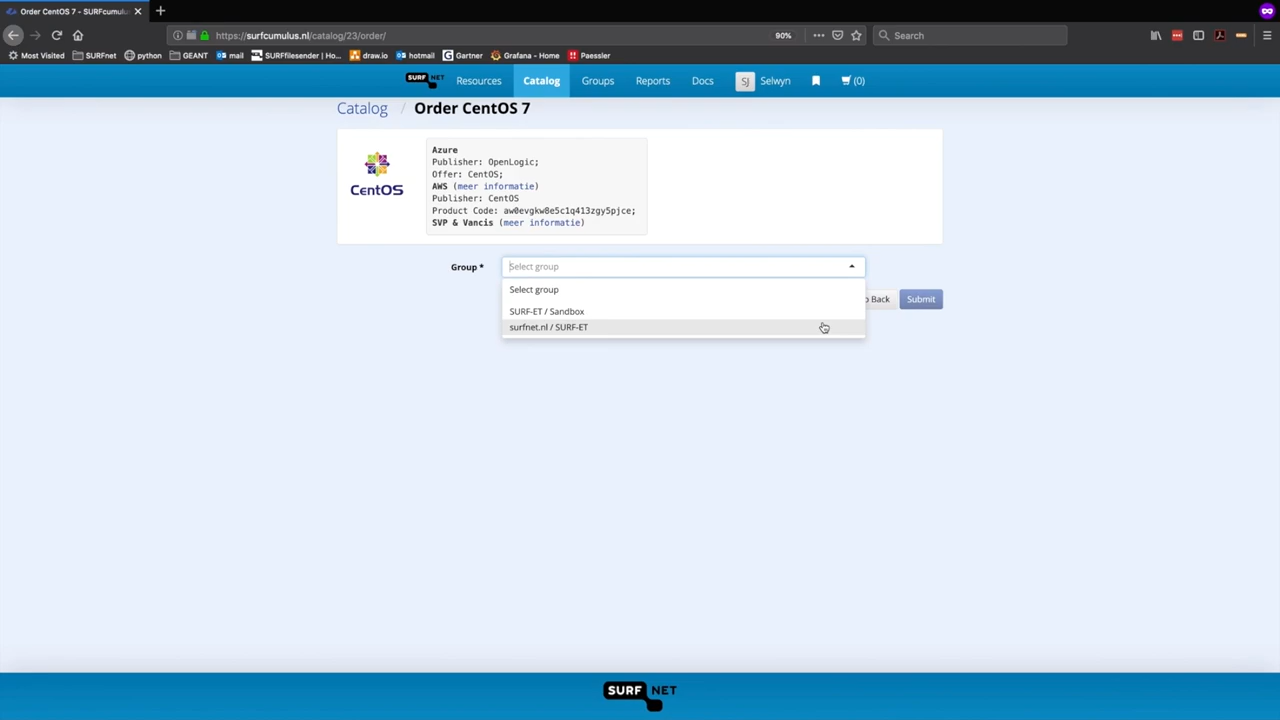 Order CentOS 7 - SURFcumulus.nl/
https://surfcumulus.nl/catalog/23/order/
90%
Search
Most Visited
SURFnet
python
GEANT
mail
SURFfilesender | Ho...
draw.io
hotmail
Gartner
Grafana - Home
Paessler
SURF NET
Resources
Catalog
Groups
Reports
Docs
SJ
Selwyn
(0)
Catalog / Order CentOS 7
CentOS
Azure
Publisher: OpenLogic;
Offer: CentOS;
AWS (meer informatie)
Publisher: CentOS
Product Code: aw0evgkw8e5c1q413zgy5pjce;
SVP & Vancis (meer informatie)
Group *
Select group
Select group
SURF-ET / Sandbox
surfnet.nl / SURF-ET
Back
Submit
SURF NET